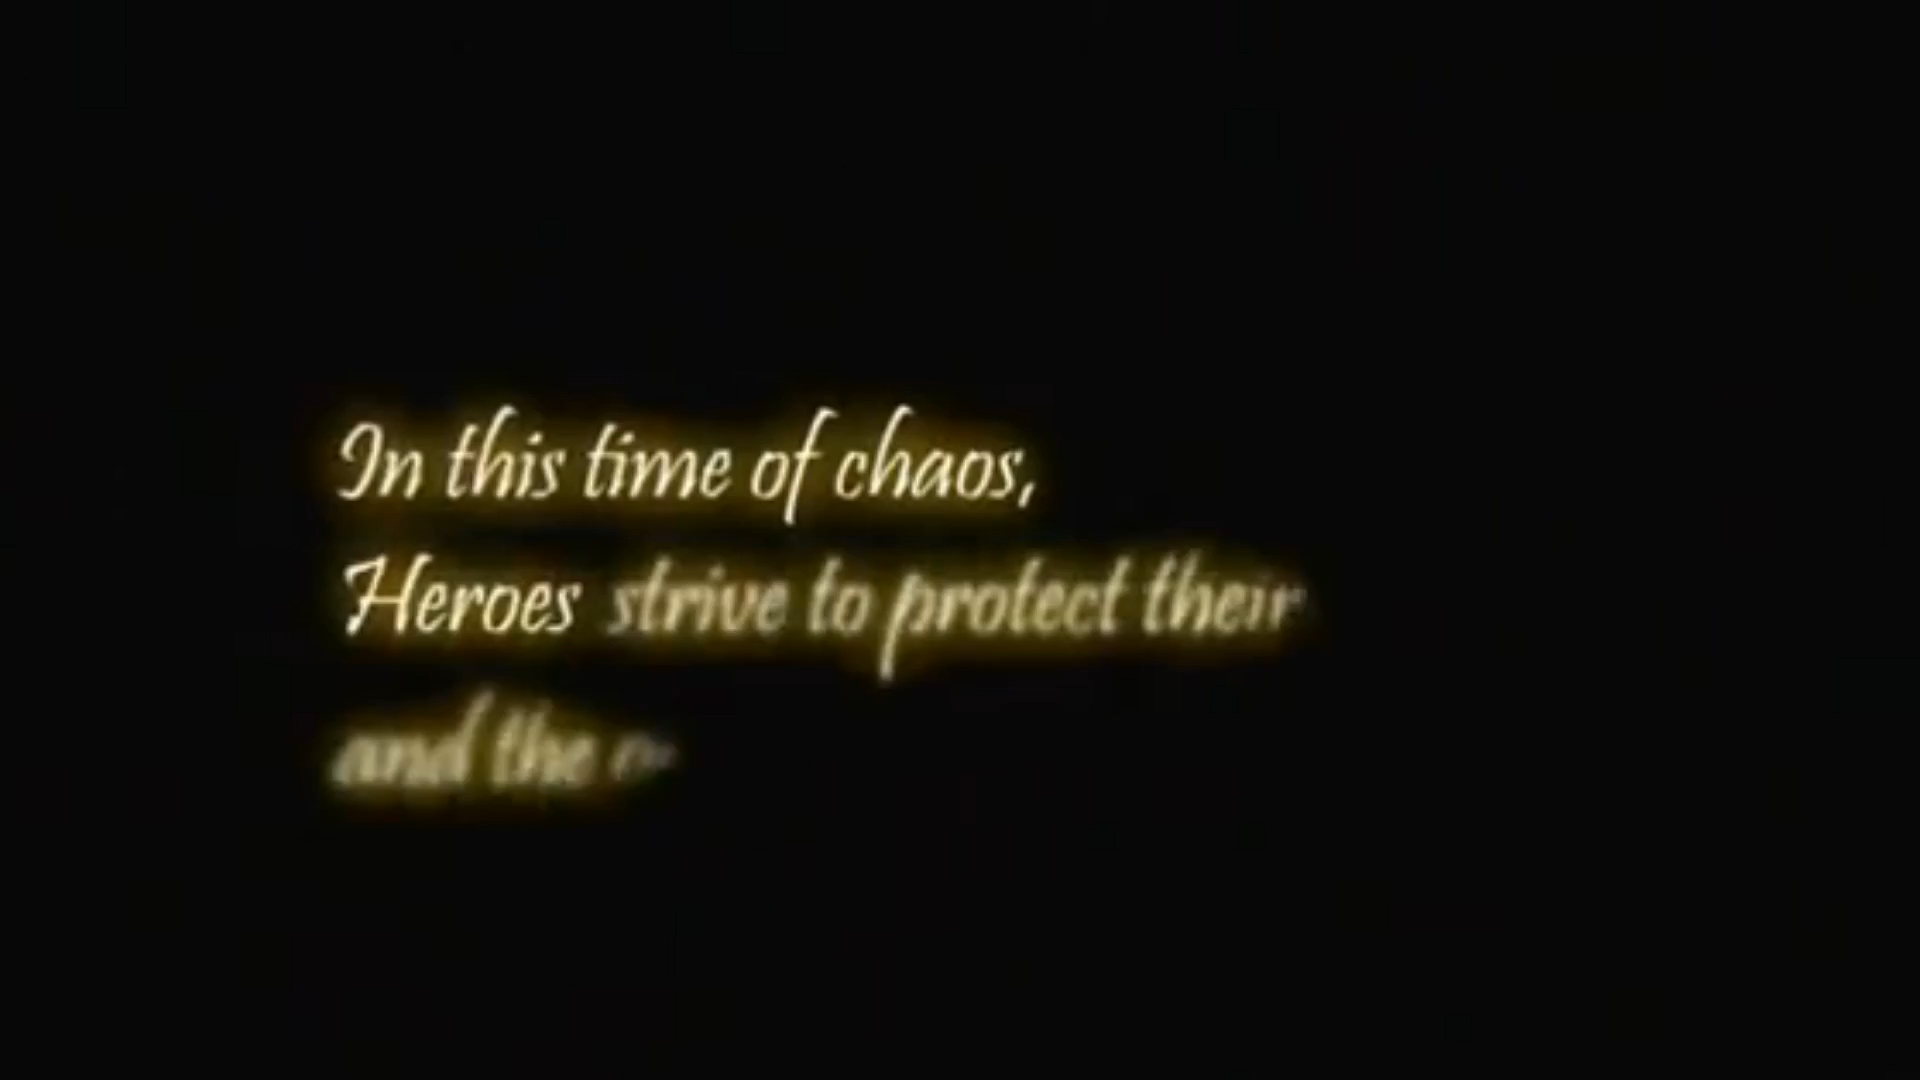 In this time of chaos,
Heroes strive to protect their
and the